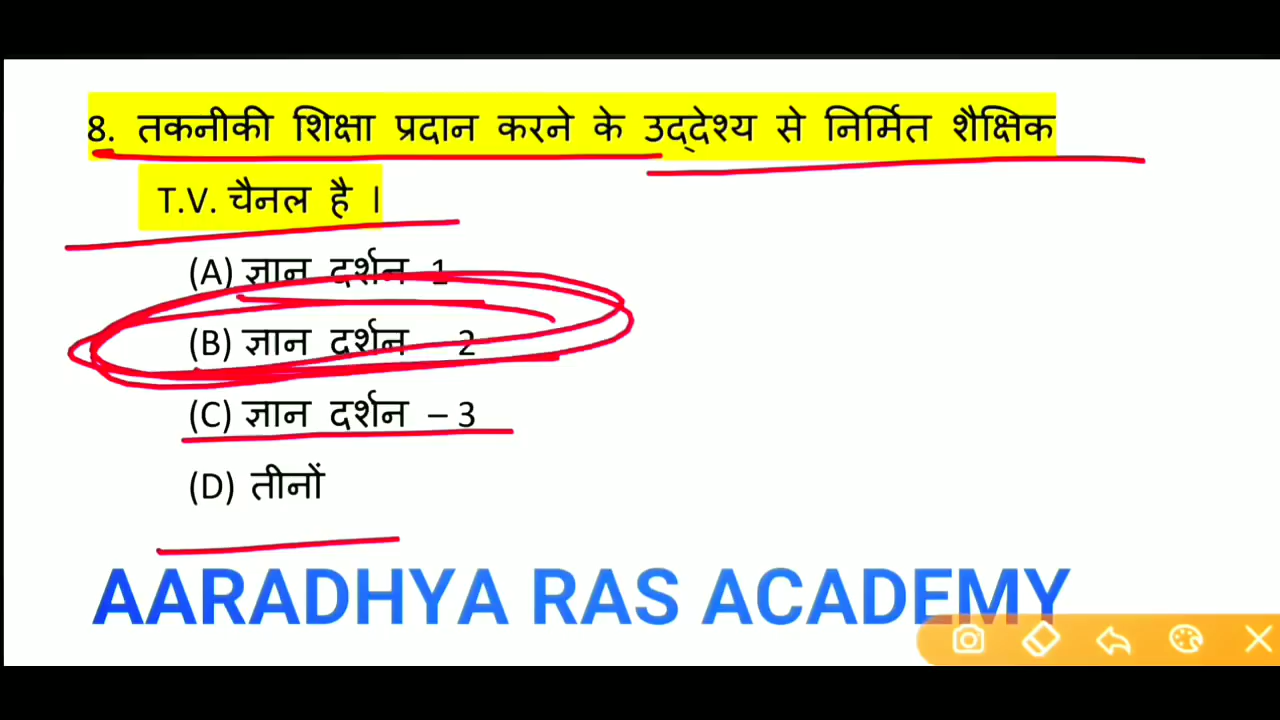 8. तकनीकी शिक्षा प्रदान करने के उद्देश्य से निर्मित शैक्षिक
T.V. चैनल है ।
(A) ज्ञान दर्शन 1
(B) ज्ञान दर्शन 2
(C) ज्ञान दर्शन – 3
(D) तीनों
AARADHYA RAS ACADEMY